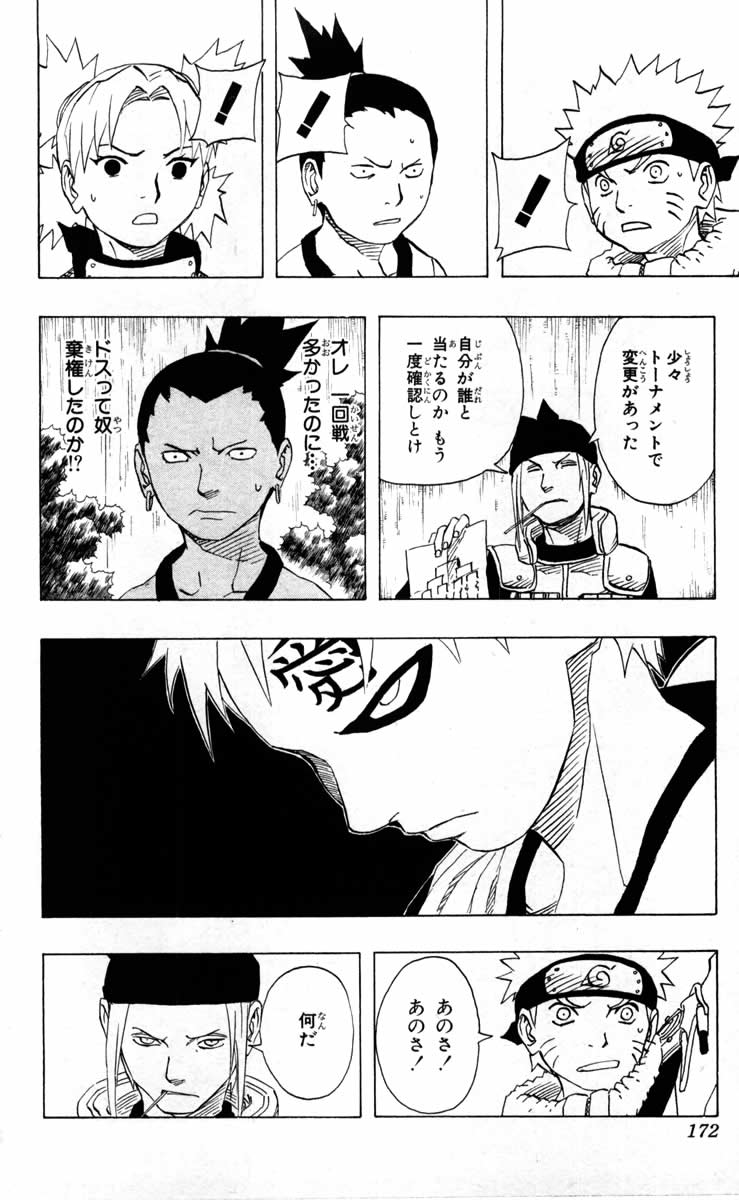 !
!
!
少々
トーナメントで
変更があった
自分が誰と
当たるのか もう
一度確認しとけ
オレ 一回戦
多かったのに…
ドスって奴
棄権したのか!?
愛
あのさ!
あのさ!
何だ
172